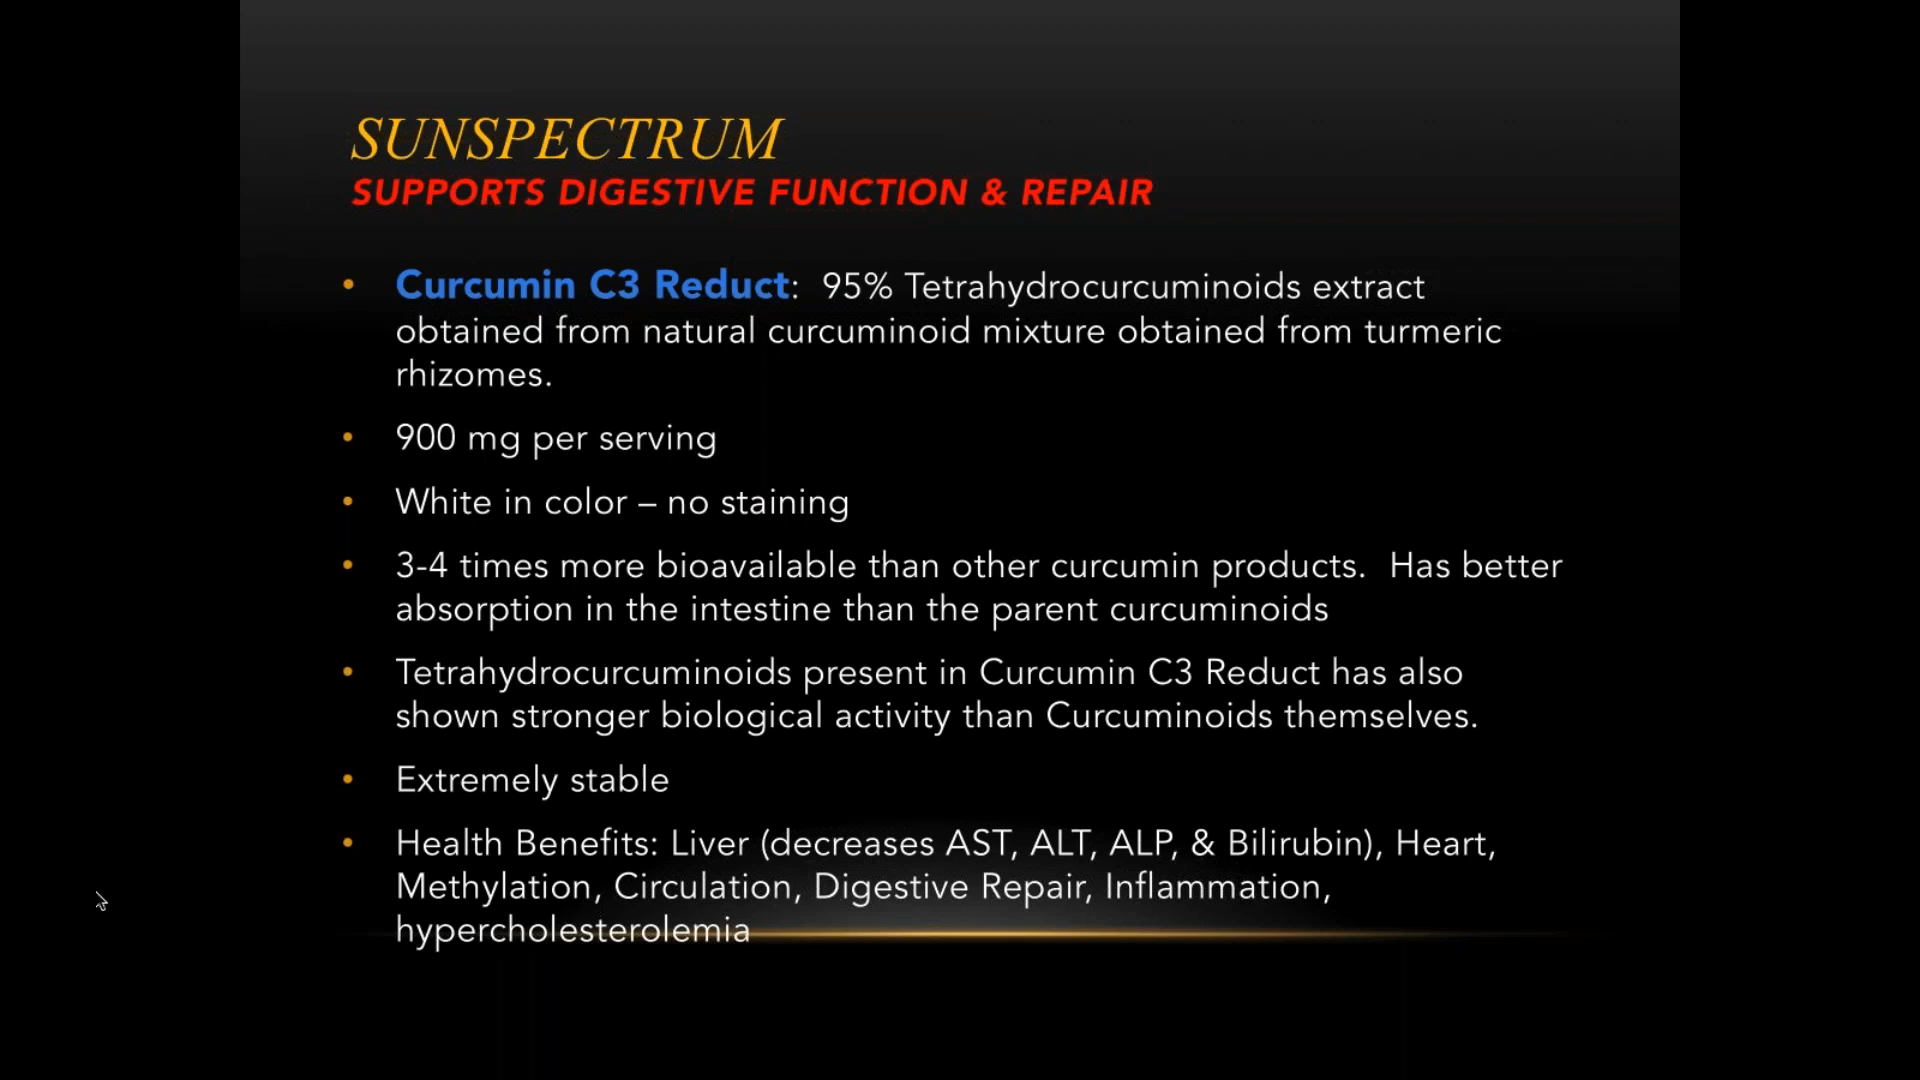 SUNSPECTRUM
SUPPORTS DIGESTIVE FUNCTION & REPAIR
• Curcumin C3 Reduct:  95% Tetrahydrocurcuminoids extract
obtained from natural curcuminoid mixture obtained from turmeric
rhizomes.
• 900 mg per serving
• White in color – no staining
• 3-4 times more bioavailable than other curcumin products.  Has better
absorption in the intestine than the parent curcuminoids
• Tetrahydrocurcuminoids present in Curcumin C3 Reduct has also
shown stronger biological activity than Curcuminoids themselves.
• Extremely stable
• Health Benefits: Liver (decreases AST, ALT, ALP, & Bilirubin), Heart,
Methylation, Circulation, Digestive Repair, Inflammation,
hypercholesterolemia